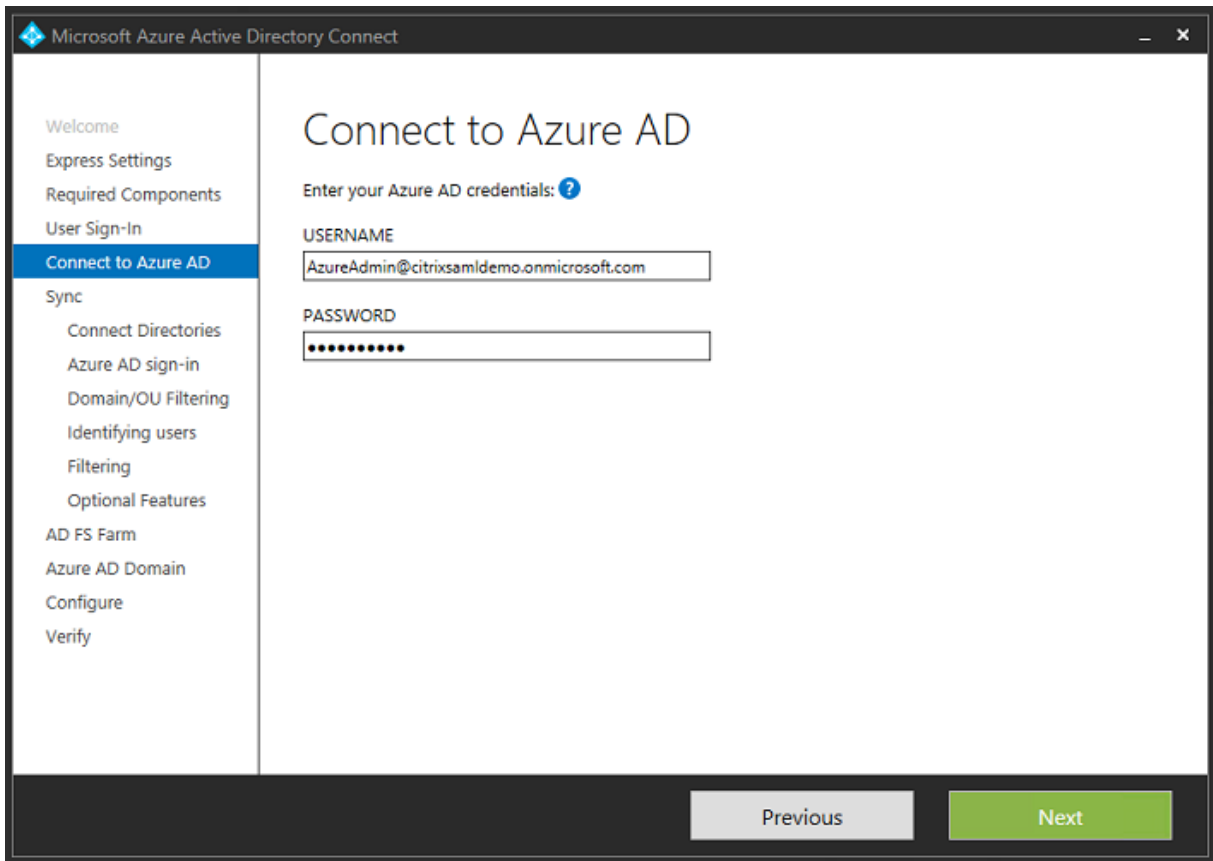 Microsoft Azure Active Directory Connect
Welcome
Express Settings
Required Components
User Sign-In
Connect to Azure AD
Sync
Connect Directories
Azure AD sign-in
Domain/OU Filtering
Identifying users
Filtering
Optional Features
AD FS Farm
Azure AD Domain
Configure
Verify
Connect to Azure AD
Enter your Azure AD credentials: ?
USERNAME
AzureAdmin@citrixsamldemo.onmicrosoft.com
PASSWORD
●●●●●●●●●●
Previous
Next